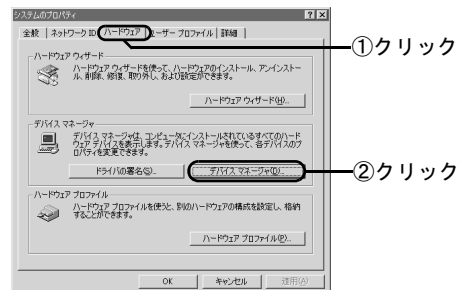 システムのプロパティ
全般 ネットワーク ID ハードウェア ユーザー プロファイル 詳細
①クリック
ハードウェア ウィザード
ハードウェア ウィザードを使って、ハードウェアのインストール、アンインストー
ル、削除、修復、取り外し、および設定ができます。
ハードウェア ウィザード(H)...
デバイス マネージャ
デバイス マネージャは、コンピュータにインストールされているすべてのハード
ウェア デバイスを表示します。デバイス マネージャを使って、各デバイスのプ
ロパティを変更できます。
ドライバの署名(S)... デバイス マネージャ(D)...
②クリック
ハードウェア プロファイル
ハードウェア プロファイルを使うと、別のハードウェアの構成を設定し、格納
することができます。
ハードウェア プロファイル(P)...
OK キャンセル 適用(A)